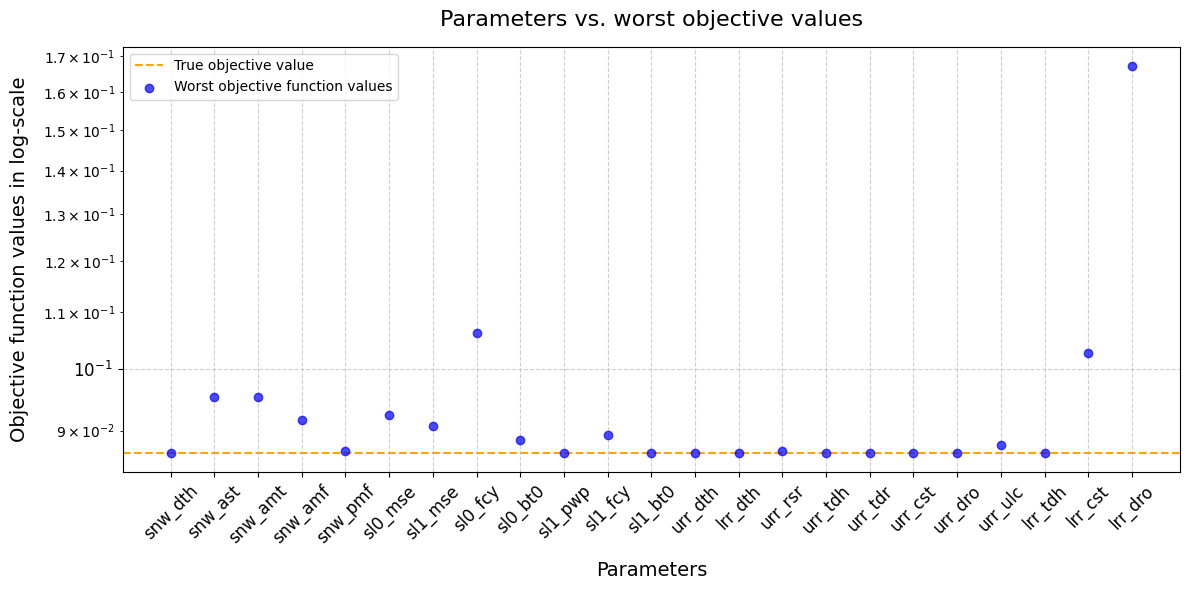 Parameters vs. worst objective values
True objective value
Worst objective function values
Objective function values in log-scale
1.7 × 10⁻¹
1.6 × 10⁻¹
1.5 × 10⁻¹
1.4 × 10⁻¹
1.3 × 10⁻¹
1.2 × 10⁻¹
1.1 × 10⁻¹
10⁻¹
9 × 10⁻²
snw_dth
snw_ast
snw_amt
snw_amf
snw_pmf
sl0_mse
sl1_mse
sl0_fcy
sl0_bt0
sl1_pwp
sl1_fcy
sl1_bt0
urr_dth
lrr_dth
urr_rsr
urr_tdh
urr_tdr
urr_cst
urr_dro
urr_ulc
lrr_tdh
lrr_cst
lrr_dro
Parameters